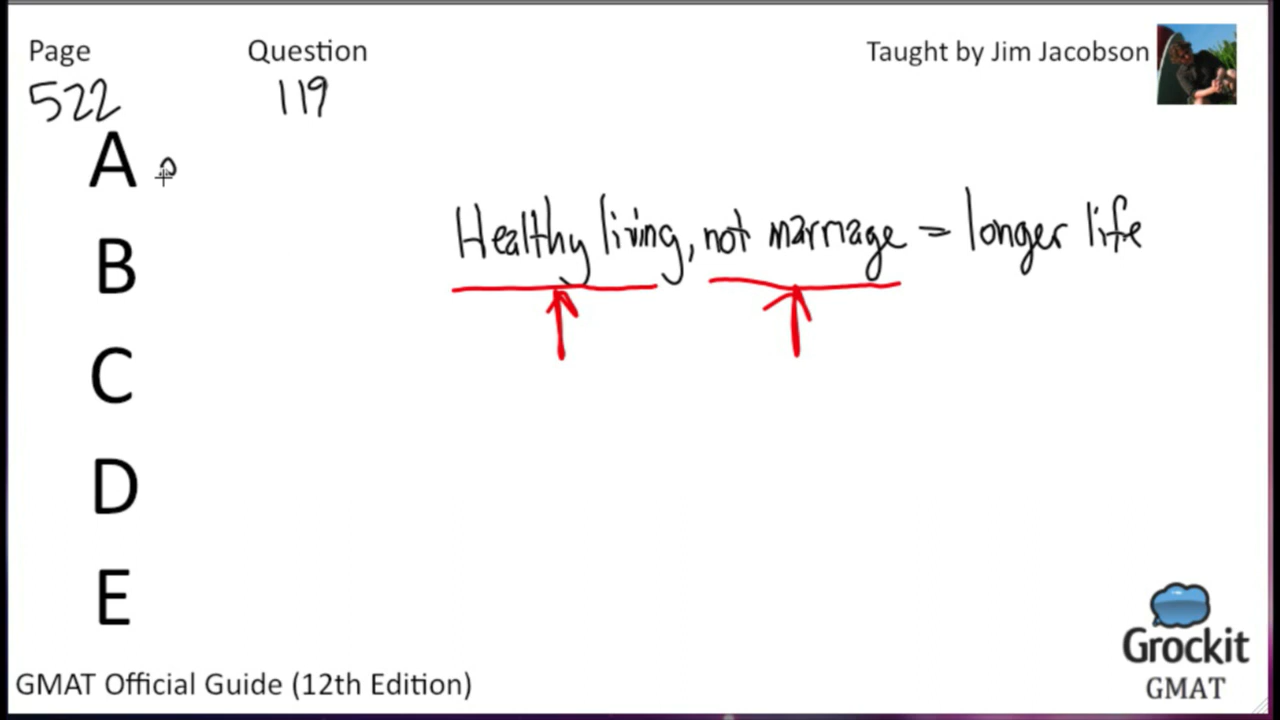 Page Question Taught by Jim Jacobson
522 119
A
Healthy living, not marriage = longer life
B
C
D
E
Grockit
GMAT
GMAT Official Guide (12th Edition)